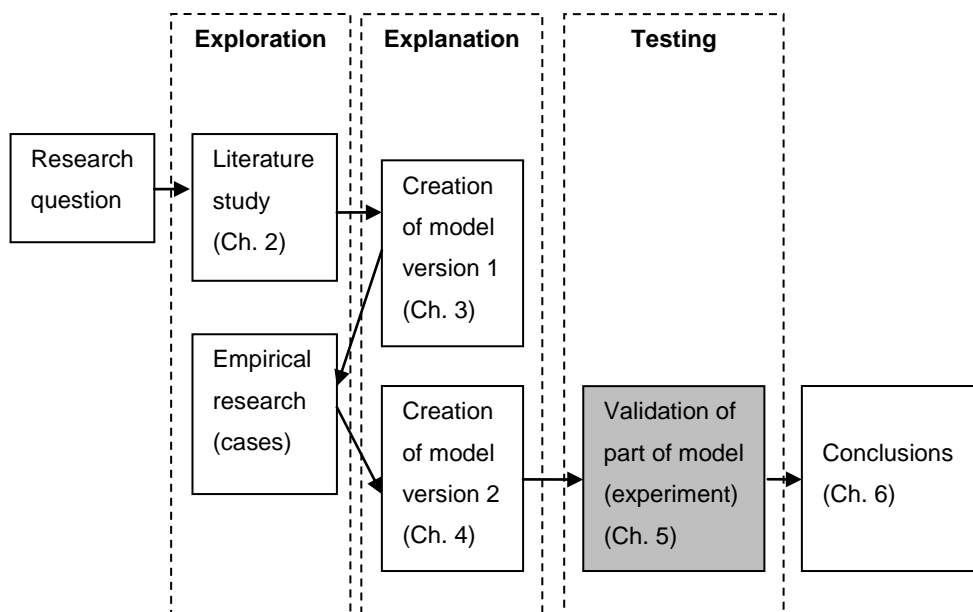 Exploration
Explanation
Testing
Research
question
Literature
study
(Ch. 2)
Creation
of model
version 1
(Ch. 3)
Empirical
research
(cases)
Creation
of model
version 2
(Ch. 4)
Validation of
part of model
(experiment)
(Ch. 5)
Conclusions
(Ch. 6)